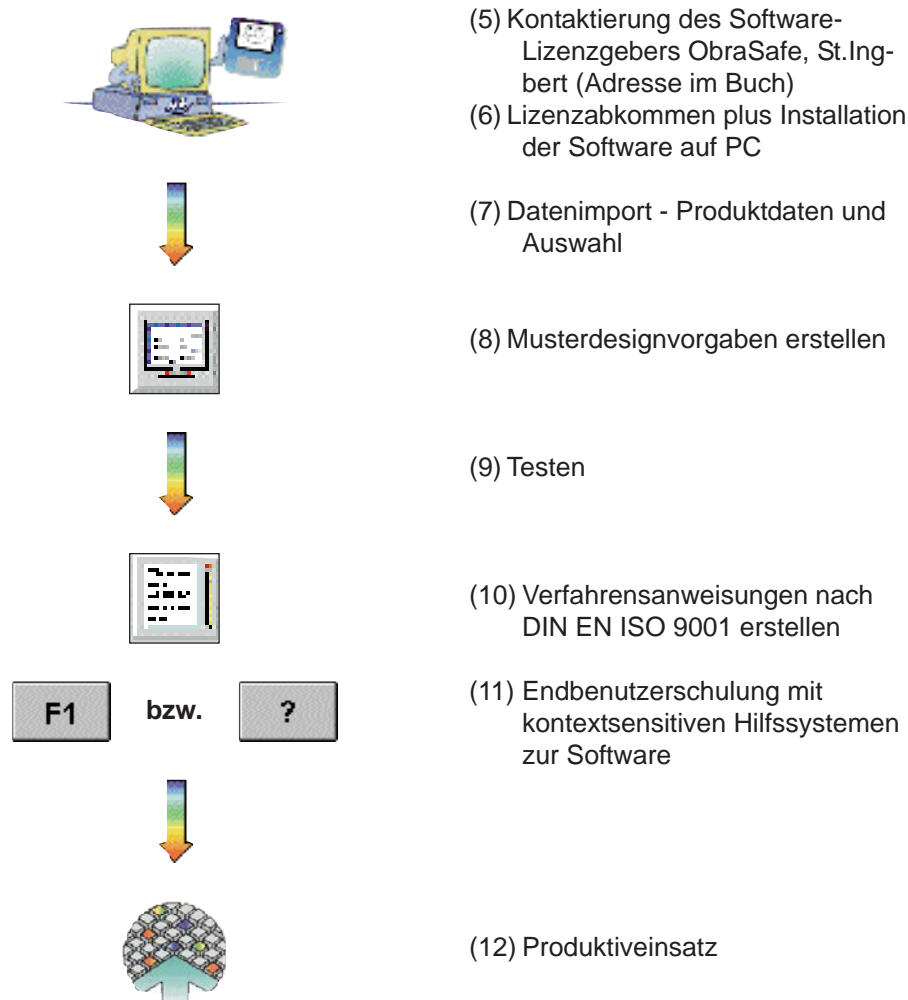 (5) Kontaktierung des Software-
Lizenzgebers ObraSafe, St.Ing-
bert (Adresse im Buch)
(6) Lizenzabkommen plus Installation
der Software auf PC
(7) Datenimport - Produktdaten und
Auswahl
(8) Musterdesignvorgaben erstellen
(9) Testen
(10) Verfahrensanweisungen nach
DIN EN ISO 9001 erstellen
F1 bzw. ?
(11) Endbenutzerschulung mit
kontextsensitiven Hilfssystemen
zur Software
(12) Produktiveinsatz